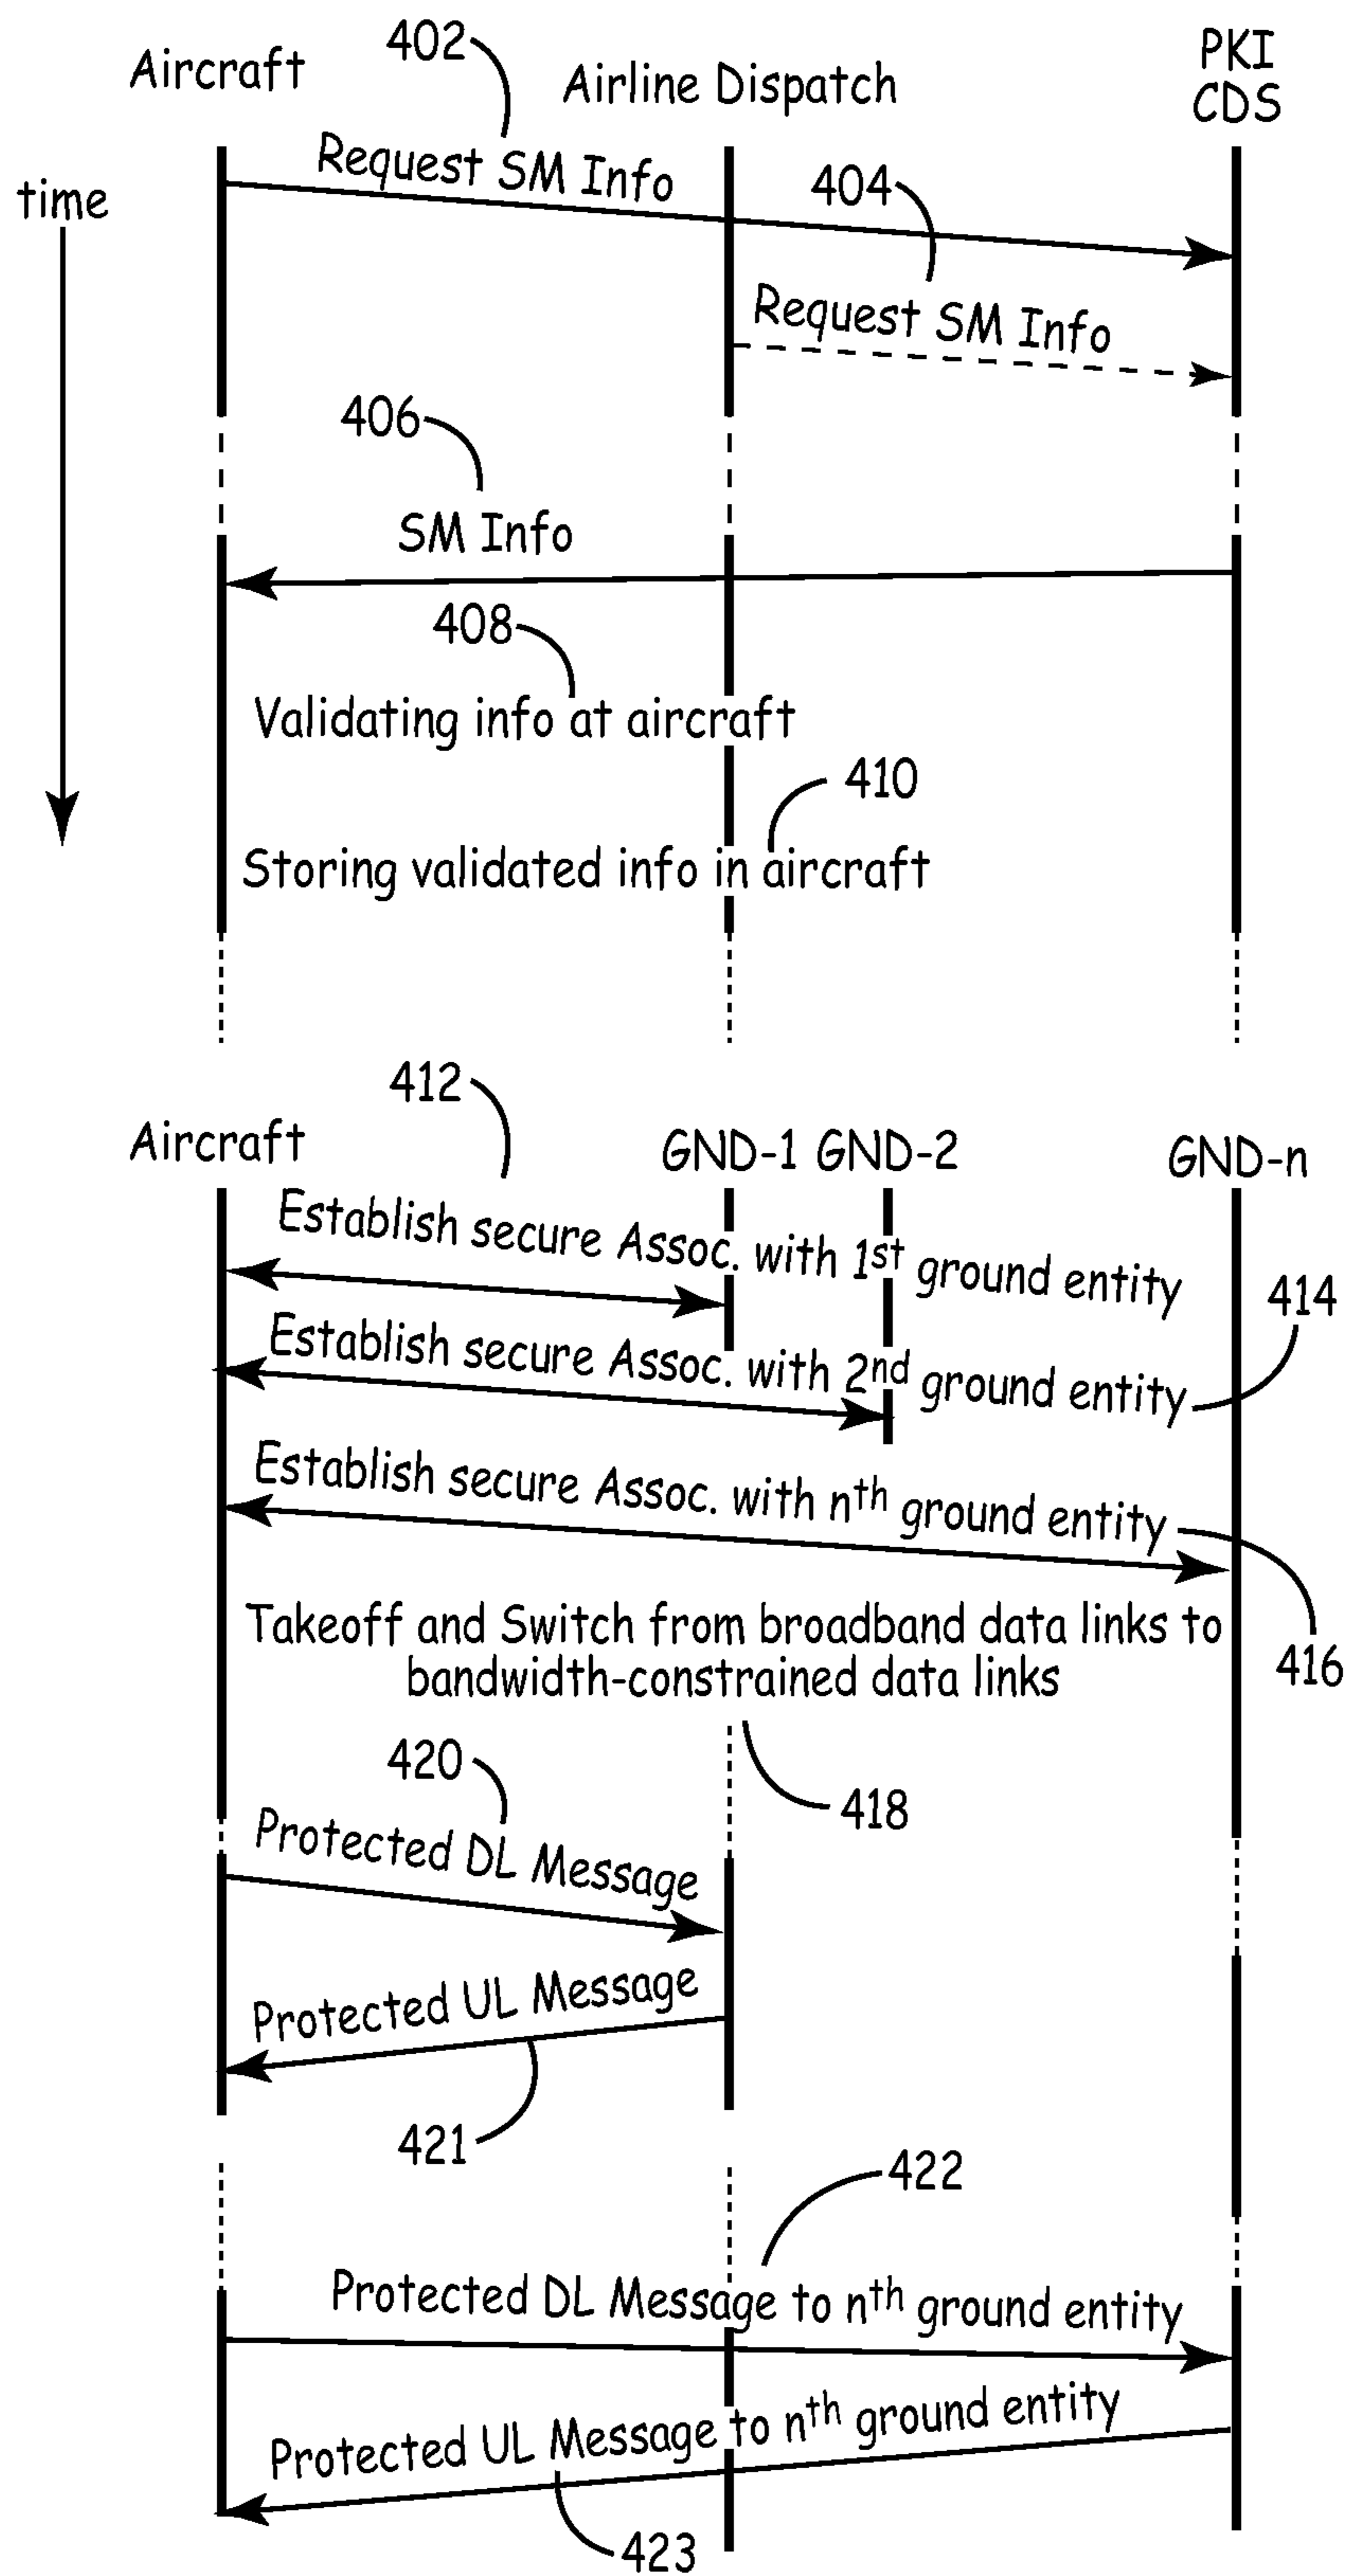 402
Aircraft
Airline Dispatch
PKI
CDS
time
Request SM Info
404
Request SM Info
406
SM Info
408
Validating info at aircraft
410
Storing validated info in aircraft
412
Aircraft
GND-1
GND-2
GND-n
Establish secure Assoc. with 1st ground entity
414
Establish secure Assoc. with 2nd ground entity
Establish secure Assoc. with nth ground entity
416
Takeoff and Switch from broadband data links to
bandwidth-constrained data links
418
420
Protected DL Message
Protected UL Message
421
422
Protected DL Message to nth ground entity
Protected UL Message to nth ground entity
423